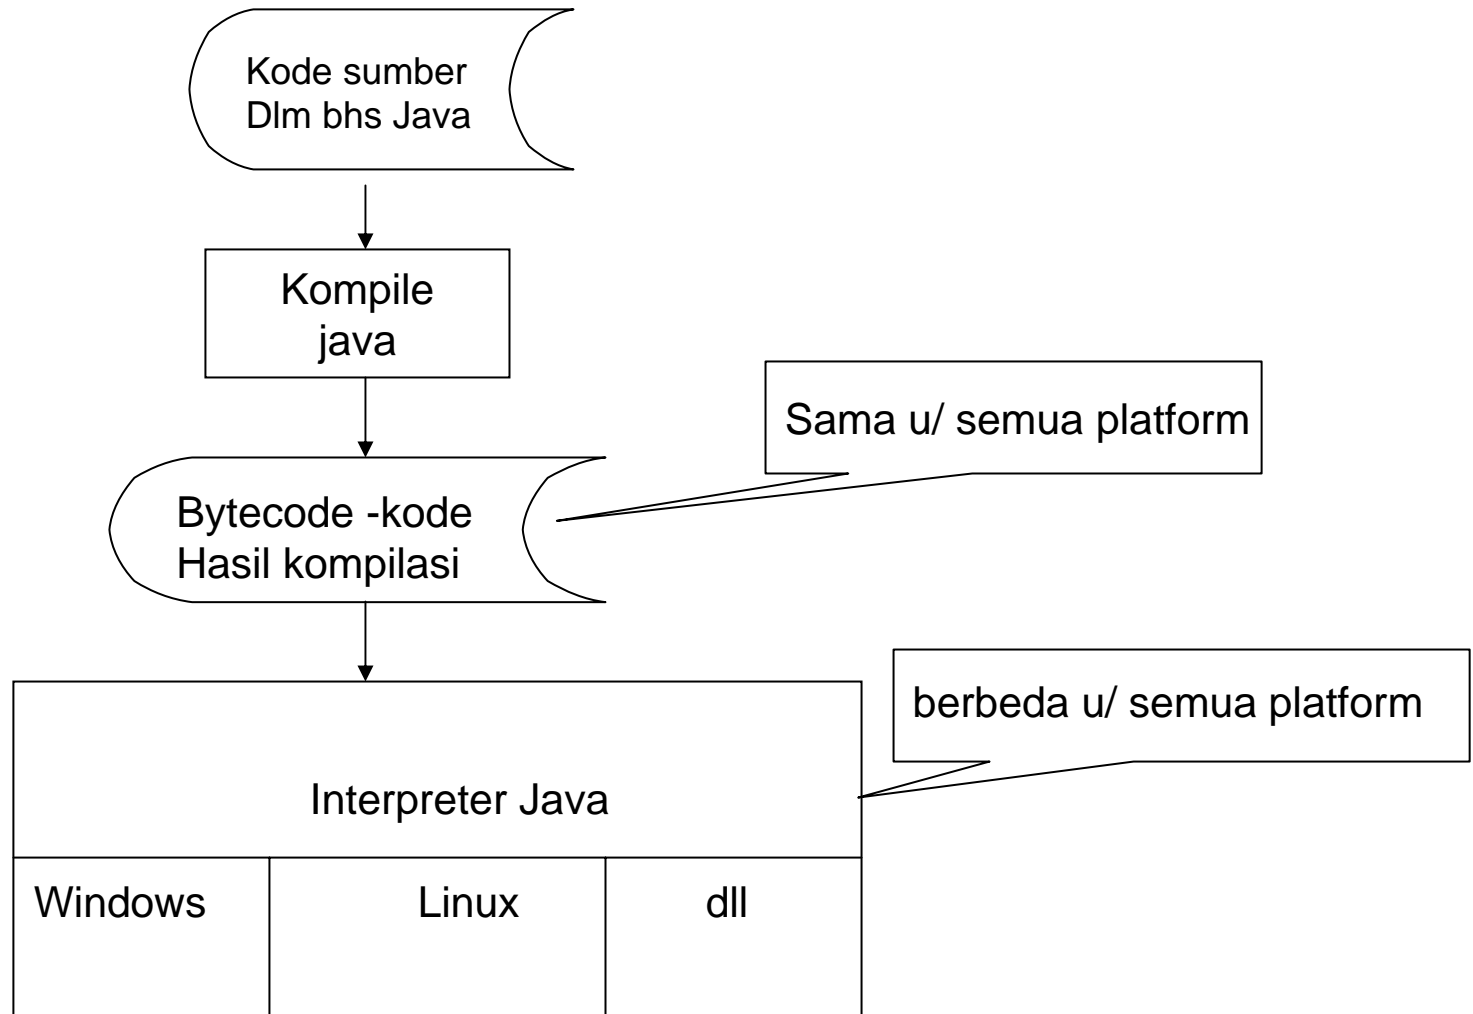 Kode sumber
Dlm bhs Java
Kompile
java
Sama u/ semua platform
Bytecode -kode
Hasil kompilasi
berbeda u/ semua platform
Interpreter Java
Windows
Linux
dll